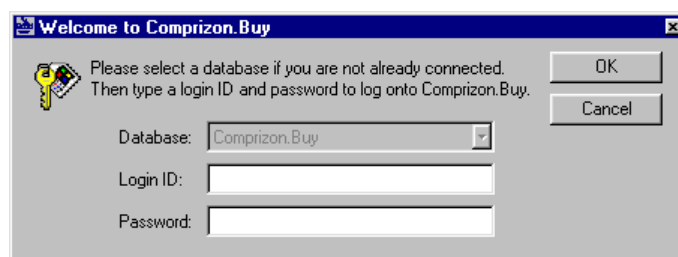 Welcome to Comprizon.Buy
Please select a database if you are not already connected.
Then type a login ID and password to log onto Comprizon.Buy.
OK
Cancel
Database: Comprizon.Buy
Login ID:
Password: